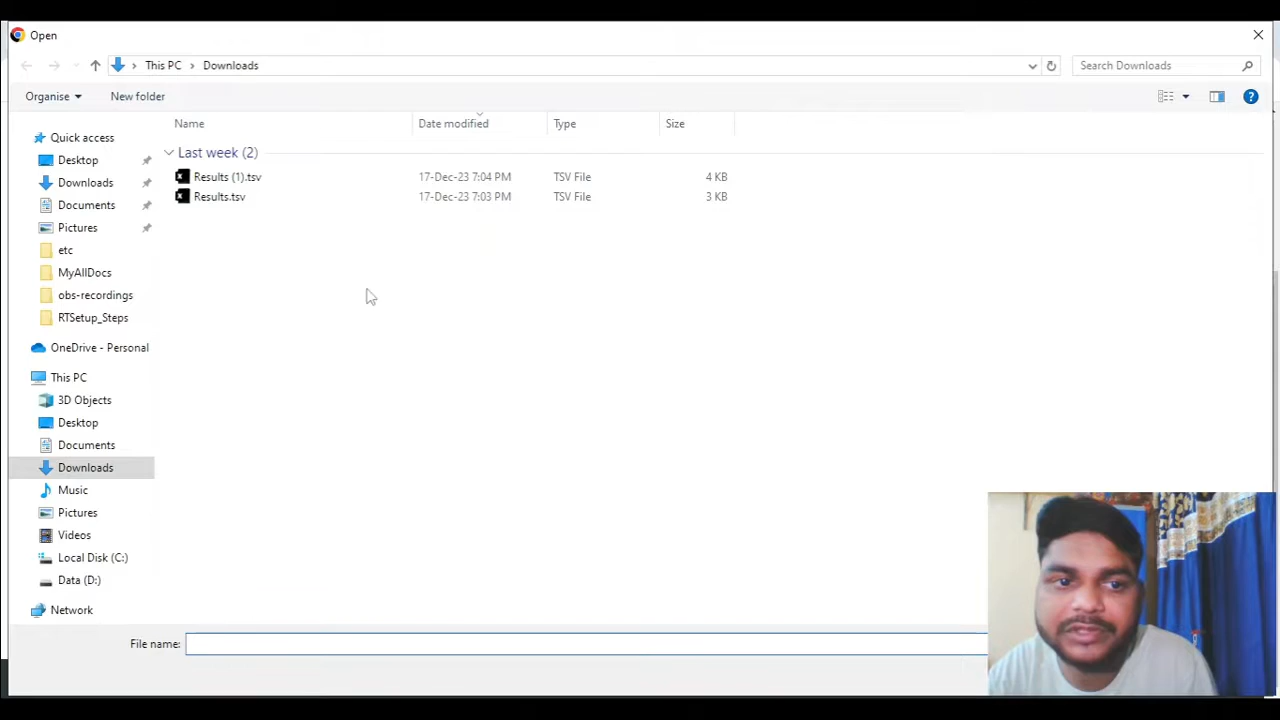 Open
This PC
Downloads
Search Downloads
Organise
New folder
Name
Date modified
Type
Size
Last week (2)
Results (1).tsv
17-Dec-23 7:04 PM
TSV File
4 KB
Results.tsv
17-Dec-23 7:03 PM
TSV File
3 KB
Quick access
Desktop
Downloads
Documents
Pictures
etc
MyAllDocs
obs-recordings
RTSetup_Steps
OneDrive - Personal
This PC
3D Objects
Desktop
Documents
Downloads
Music
Pictures
Videos
Local Disk (C:)
Data (D:)
Network
File name: